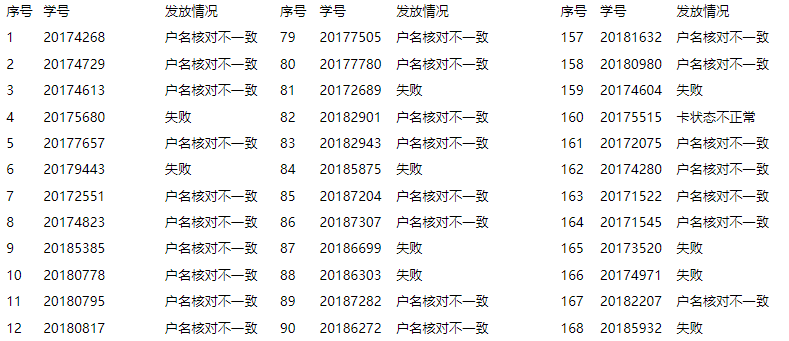 序号 学号 发放情况 序号 学号 发放情况 序号 学号 发放情况
1 20174268 户名核对不一致 79 20177505 户名核对不一致 157 20181632 户名核对不一致
2 20174729 户名核对不一致 80 20177780 户名核对不一致 158 20180980 户名核对不一致
3 20174613 户名核对不一致 81 20172689 失败 159 20174604 失败
4 20175680 失败 82 20182901 户名核对不一致 160 20175515 卡状态不正常
5 20177657 户名核对不一致 83 20182943 户名核对不一致 161 20172075 户名核对不一致
6 20179443 失败 84 20185875 失败 162 20174280 户名核对不一致
7 20172551 户名核对不一致 85 20187204 户名核对不一致 163 20171522 户名核对不一致
8 20174823 户名核对不一致 86 20187307 户名核对不一致 164 20171545 户名核对不一致
9 20185385 户名核对不一致 87 20186699 失败 165 20173520 失败
10 20180778 户名核对不一致 88 20186303 失败 166 20174971 失败
11 20180795 户名核对不一致 89 20187282 户名核对不一致 167 20182207 户名核对不一致
12 20180817 户名核对不一致 90 20186272 户名核对不一致 168 20185932 失败